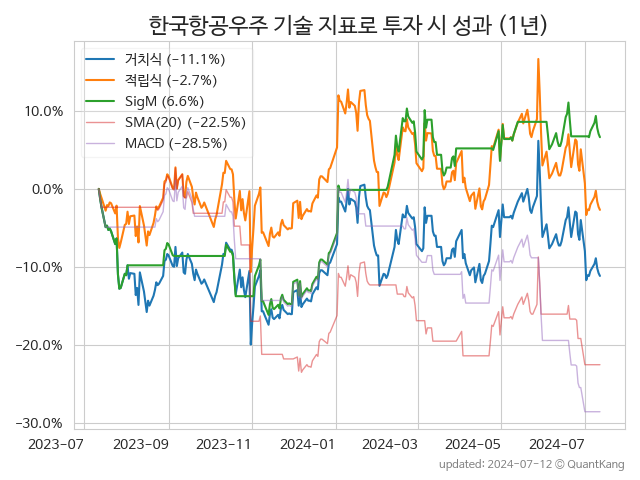 한국항공우주 기술 지표로 투자 시 성과 (1년)
거치식 (−11.1%)
적립식 (−2.7%)
SigM (6.6%)
SMA(20) (−22.5%)
MACD (−28.5%)
10.0%
0.0%
−10.0%
−20.0%
−30.0%
2023-07 2023-09 2023-11 2024-01 2024-03 2024-05 2024-07
updated: 2024-07-12 © QuantKang